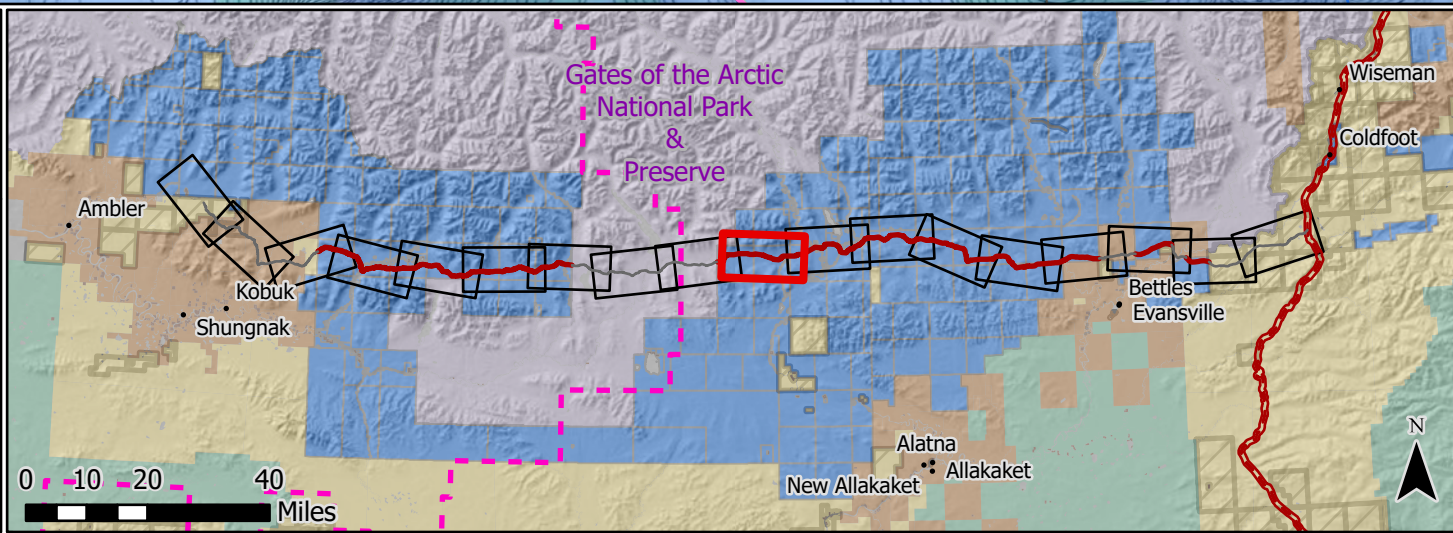 Gates of the Arctic
National Park
&
Preserve
Wiseman
Coldfoot
Ambler
Kobuk
Shungnak
Bettles
Evansville
Alatna
Allakaket
New Allakaket
N
0 10 20 40
Miles